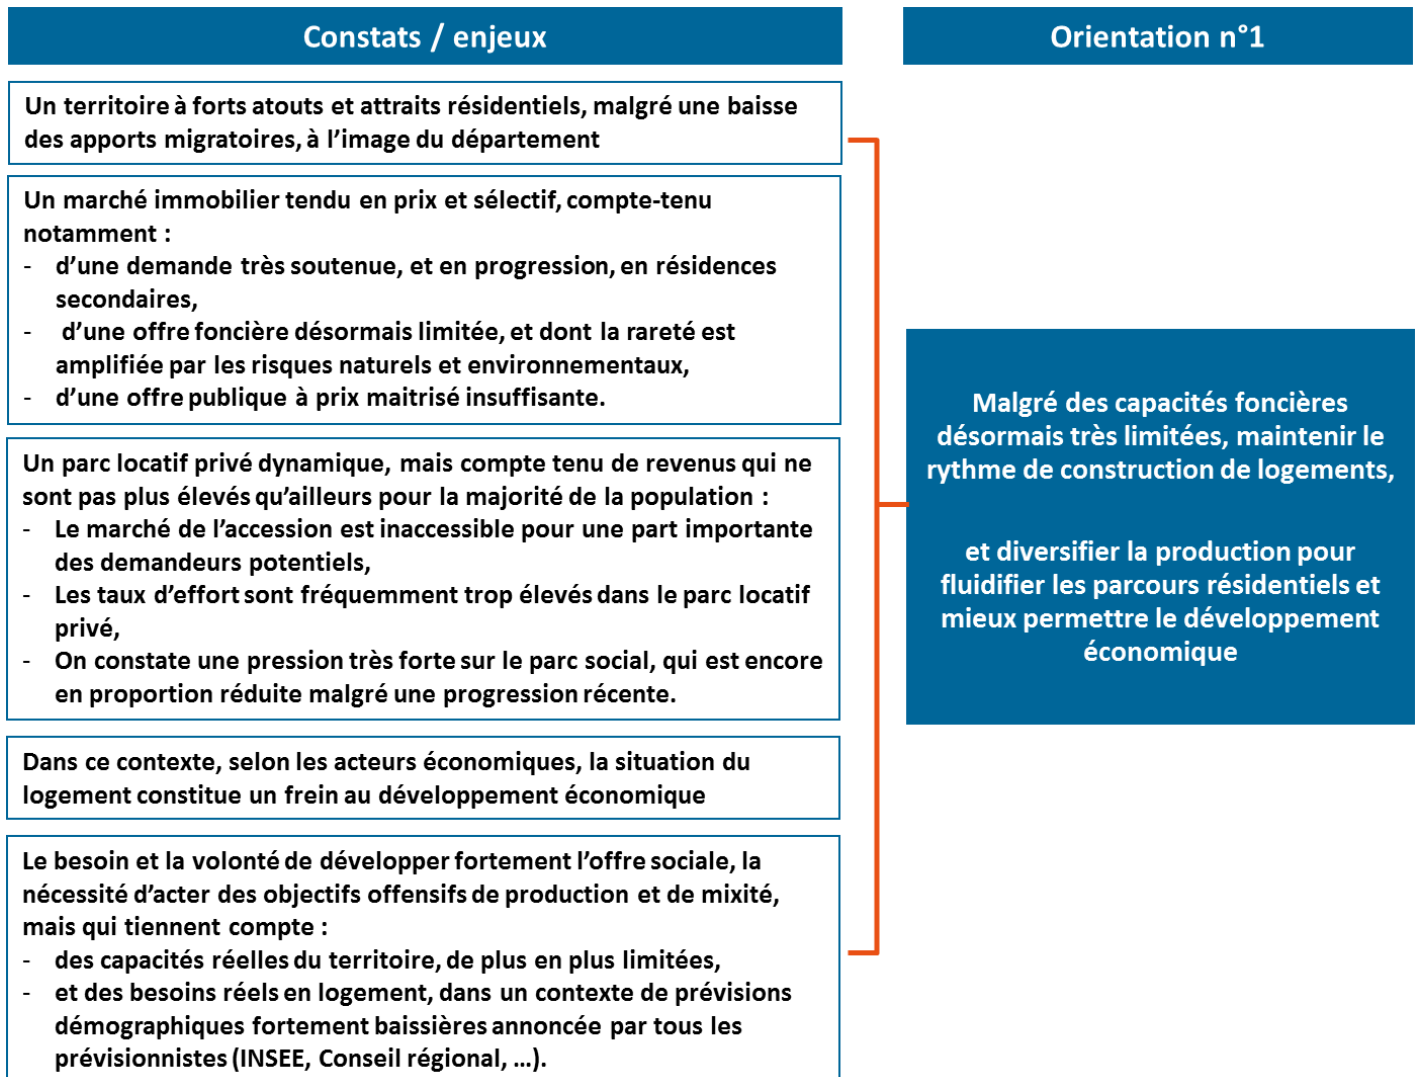 Constats / enjeux
Un territoire à forts atouts et attraits résidentiels, malgré une baisse
des apports migratoires, à l’image du département
Un marché immobilier tendu en prix et sélectif, compte-tenu
notamment :
- d’une demande très soutenue, et en progression, en résidences
secondaires,
- d’une offre foncière désormais limitée, et dont la rareté est
amplifiée par les risques naturels et environnementaux,
- d’une offre publique à prix maitrisé insuffisante.
Un parc locatif privé dynamique, mais compte tenu de revenus qui ne
sont pas plus élevés qu’ailleurs pour la majorité de la population :
- Le marché de l’accession est inaccessible pour une part importante
des demandeurs potentiels,
- Les taux d’effort sont fréquemment trop élevés dans le parc locatif
privé,
- On constate une pression très forte sur le parc social, qui est encore
en proportion réduite malgré une progression récente.
Dans ce contexte, selon les acteurs économiques, la situation du
logement constitue un frein au développement économique
Le besoin et la volonté de développer fortement l’offre sociale, la
nécessité d’acter des objectifs offensifs de production et de mixité,
mais qui tiennent compte :
- des capacités réelles du territoire, de plus en plus limitées,
- et des besoins réels en logement, dans un contexte de prévisions
démographiques fortement baissières annoncée par tous les
prévisionnistes (INSEE, Conseil régional, ...).
Orientation n°1
Malgré des capacités foncières
désormais très limitées, maintenir le
rythme de construction de logements,
et diversifier la production pour
fluidifier les parcours résidentiels et
mieux permettre le développement
économique